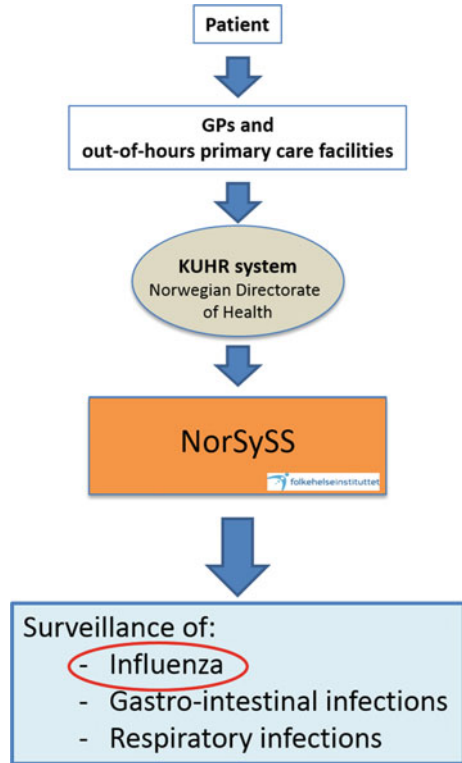 Patient
GPs and
out-of-hours primary care facilities
KUHR system
Norwegian Directorate
of Health
NorSySS
folkehelseinstituttet
Surveillance of:
- Influenza
- Gastro-intestinal infections
- Respiratory infections